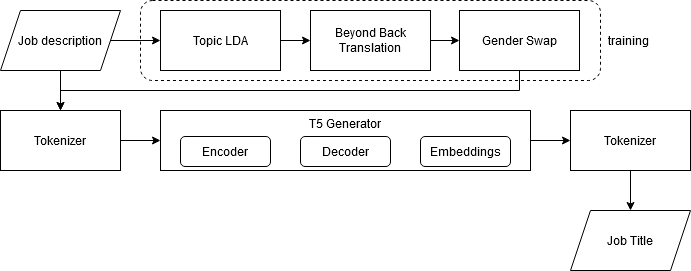 Job description
Topic LDA
Beyond Back
Translation
Gender Swap
training
Tokenizer
T5 Generator
Encoder
Decoder
Embeddings
Tokenizer
Job Title